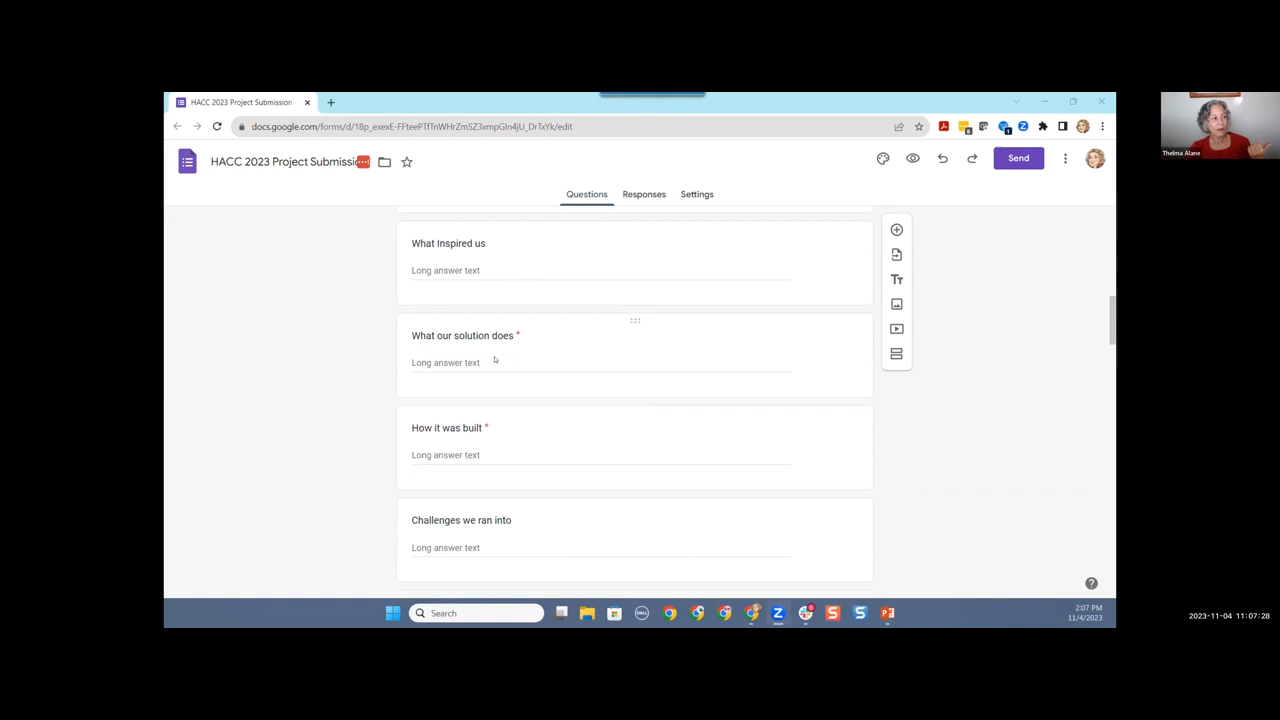 HACC 2023 Project Submission
docs.google.com/forms/d/18p_exexE-FFteePTfTnWHrZmSZ3xmpGIn4jU_DrTxYk/edit
HACC 2023 Project Submissi
Send
Thelma Alane
Questions
Responses
Settings
What Inspired us
Long answer text
What our solution does *
Long answer text
How it was built *
Long answer text
Challenges we ran into
Long answer text
Search
2:07 PM
11/4/2023
2023-11-04 11:07:28